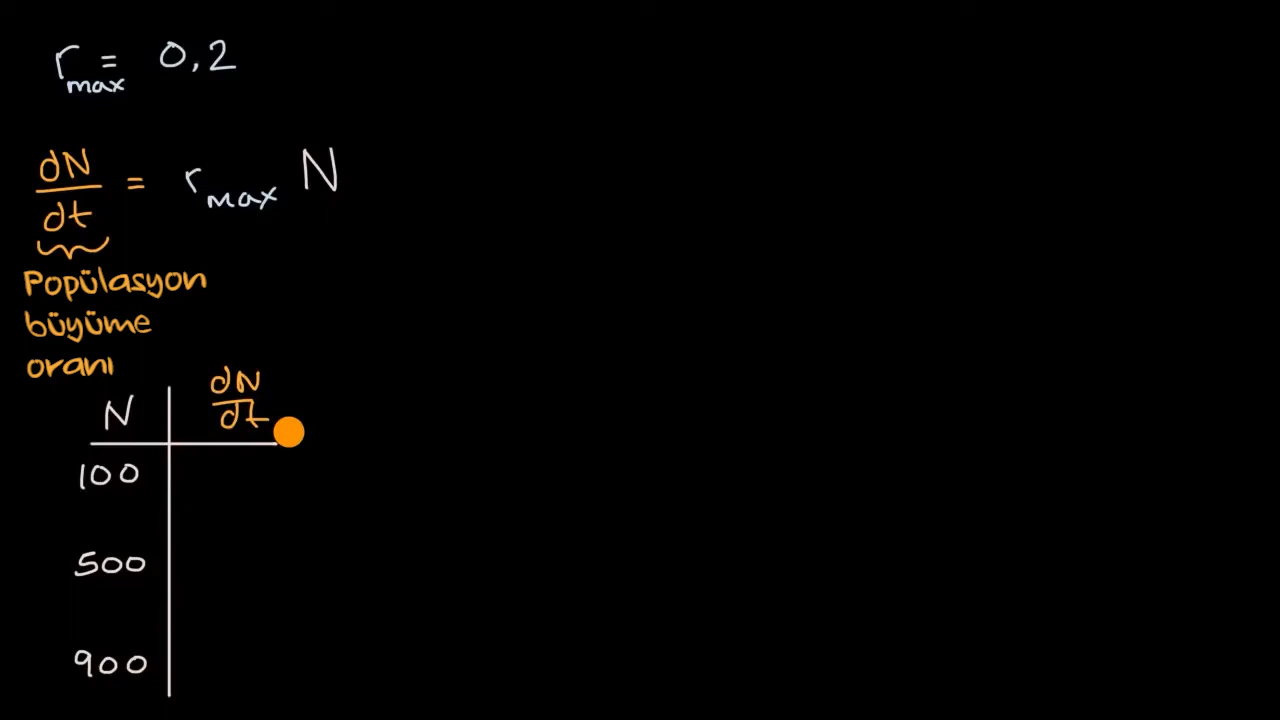 r_max = 0,2
dN/dt = r_max N
Popülasyon
büyüme
oranı
N dN/dt
100
500
900